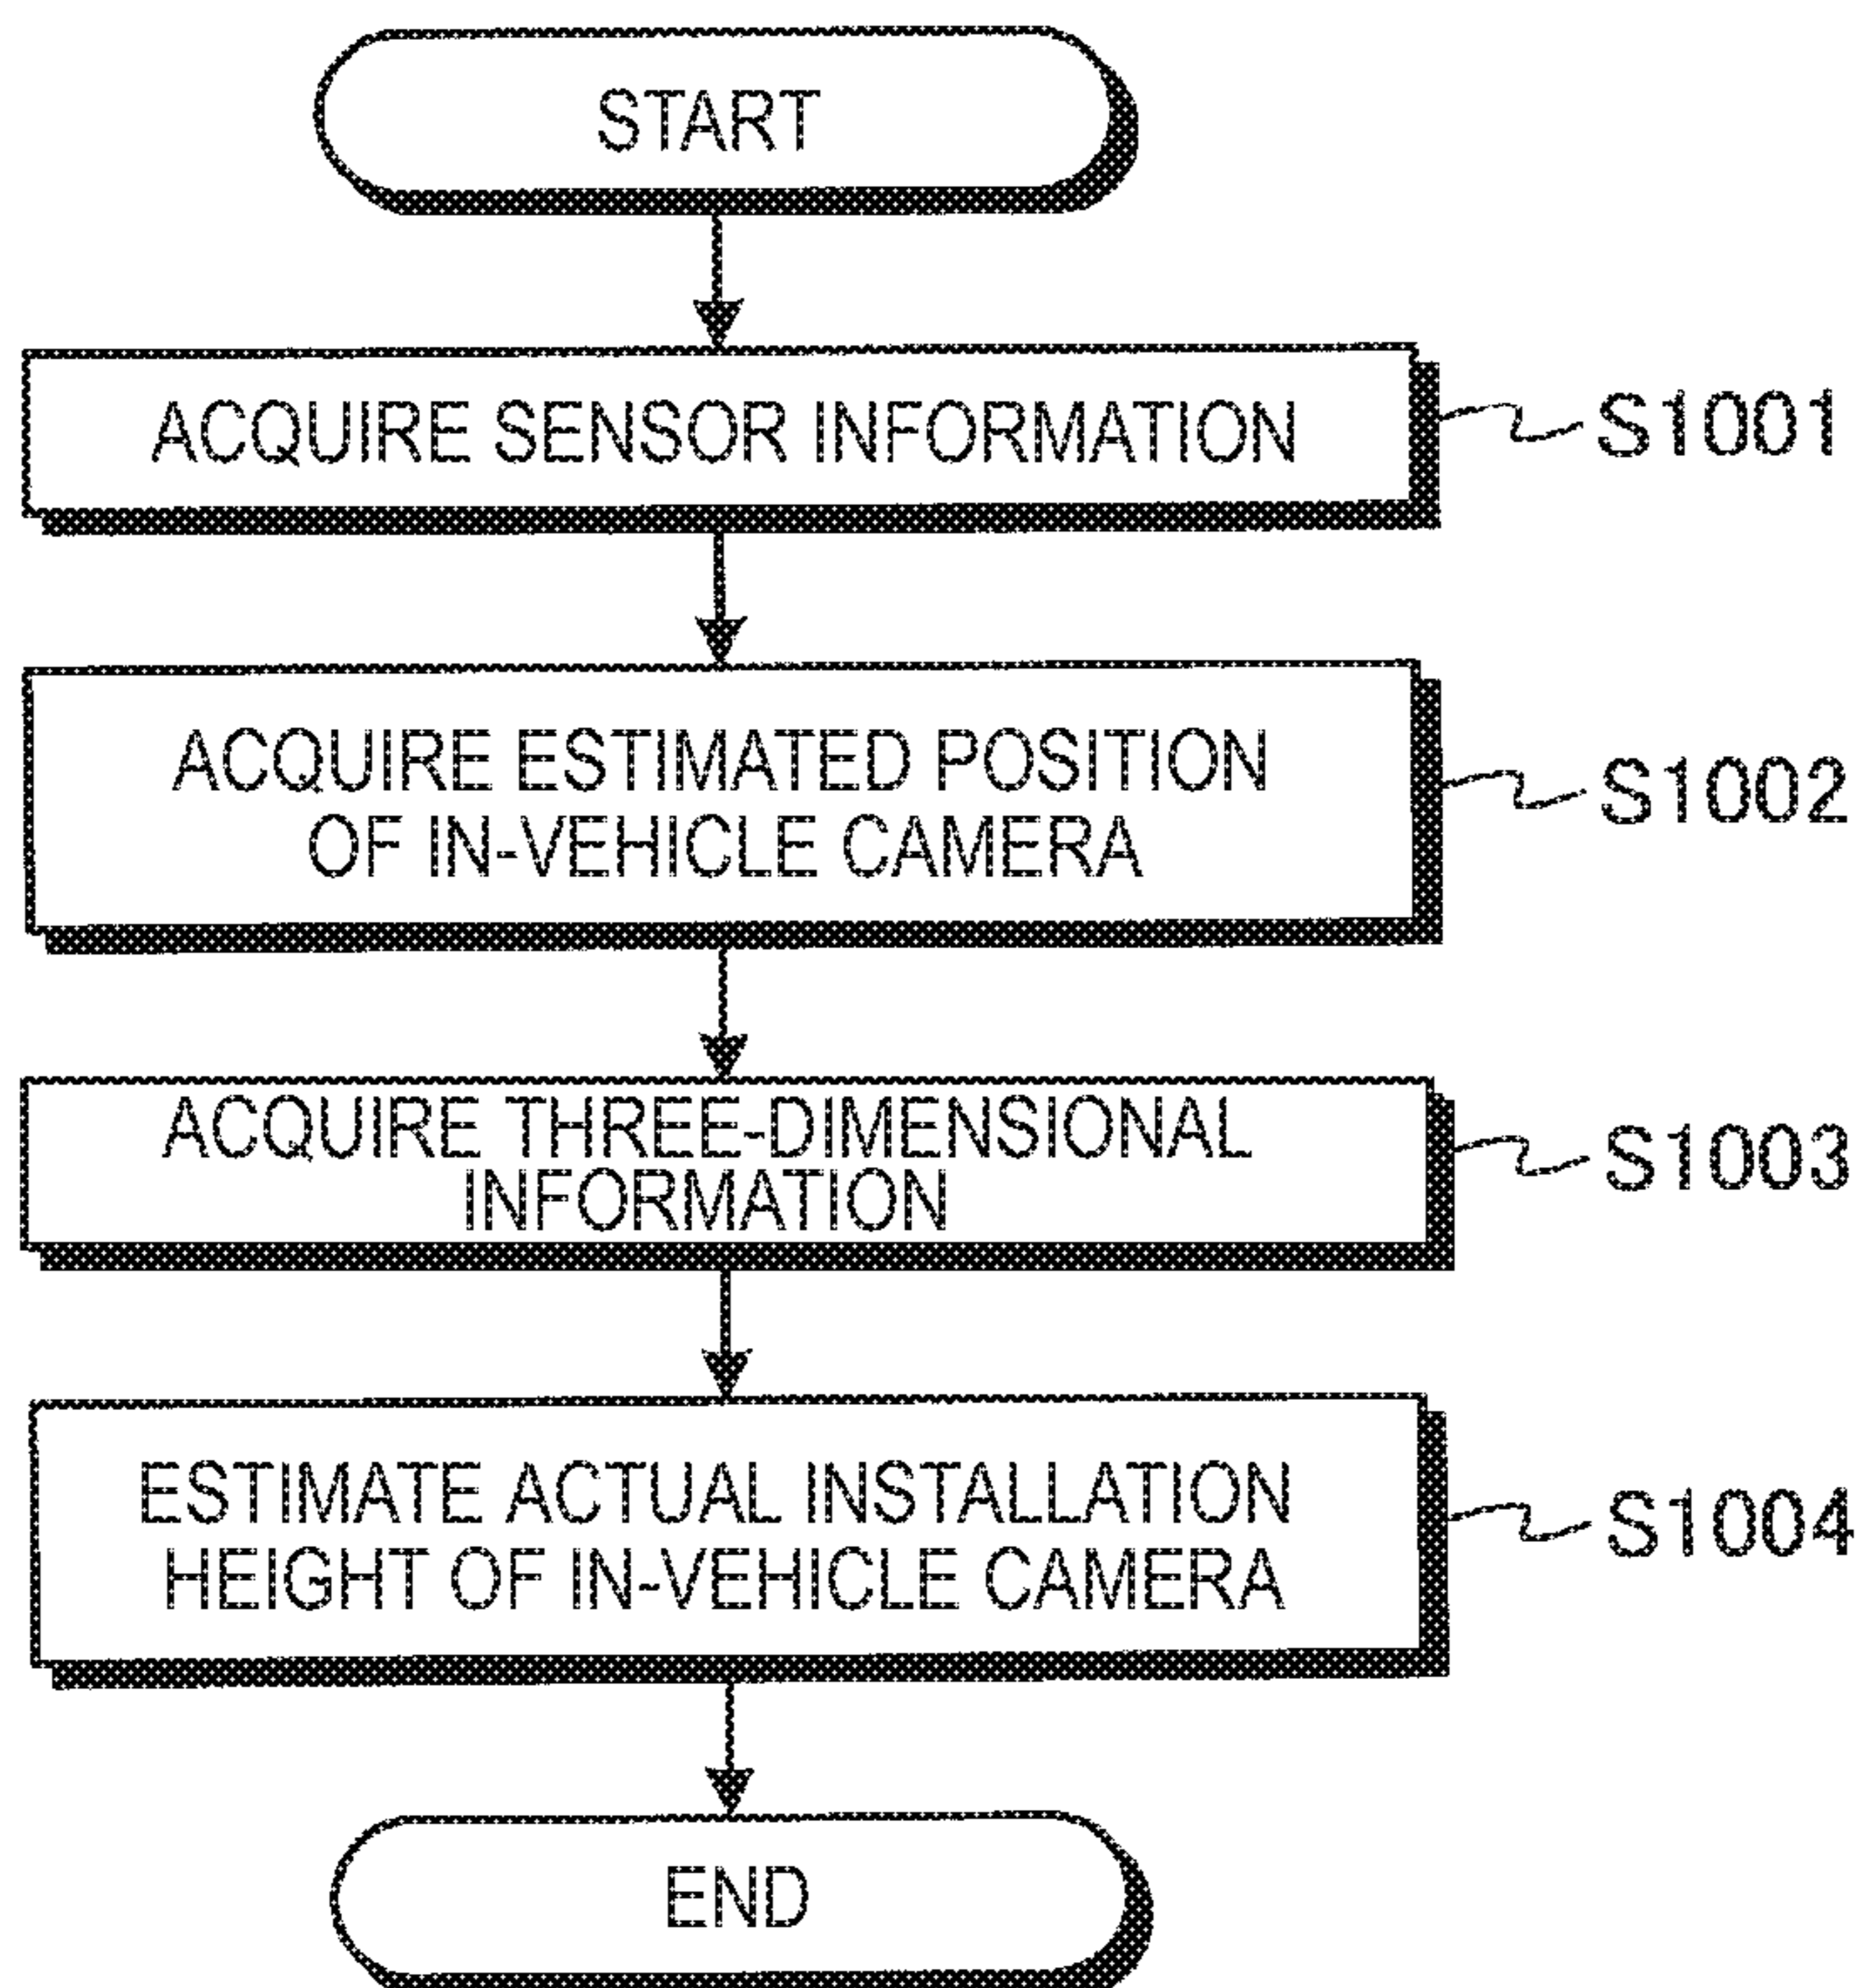 START
ACQUIRE SENSOR INFORMATION
S1001
ACQUIRE ESTIMATED POSITION
OF IN-VEHICLE CAMERA
S1002
ACQUIRE THREE-DIMENSIONAL
INFORMATION
S1003
ESTIMATE ACTUAL INSTALLATION
HEIGHT OF IN-VEHICLE CAMERA
S1004
END